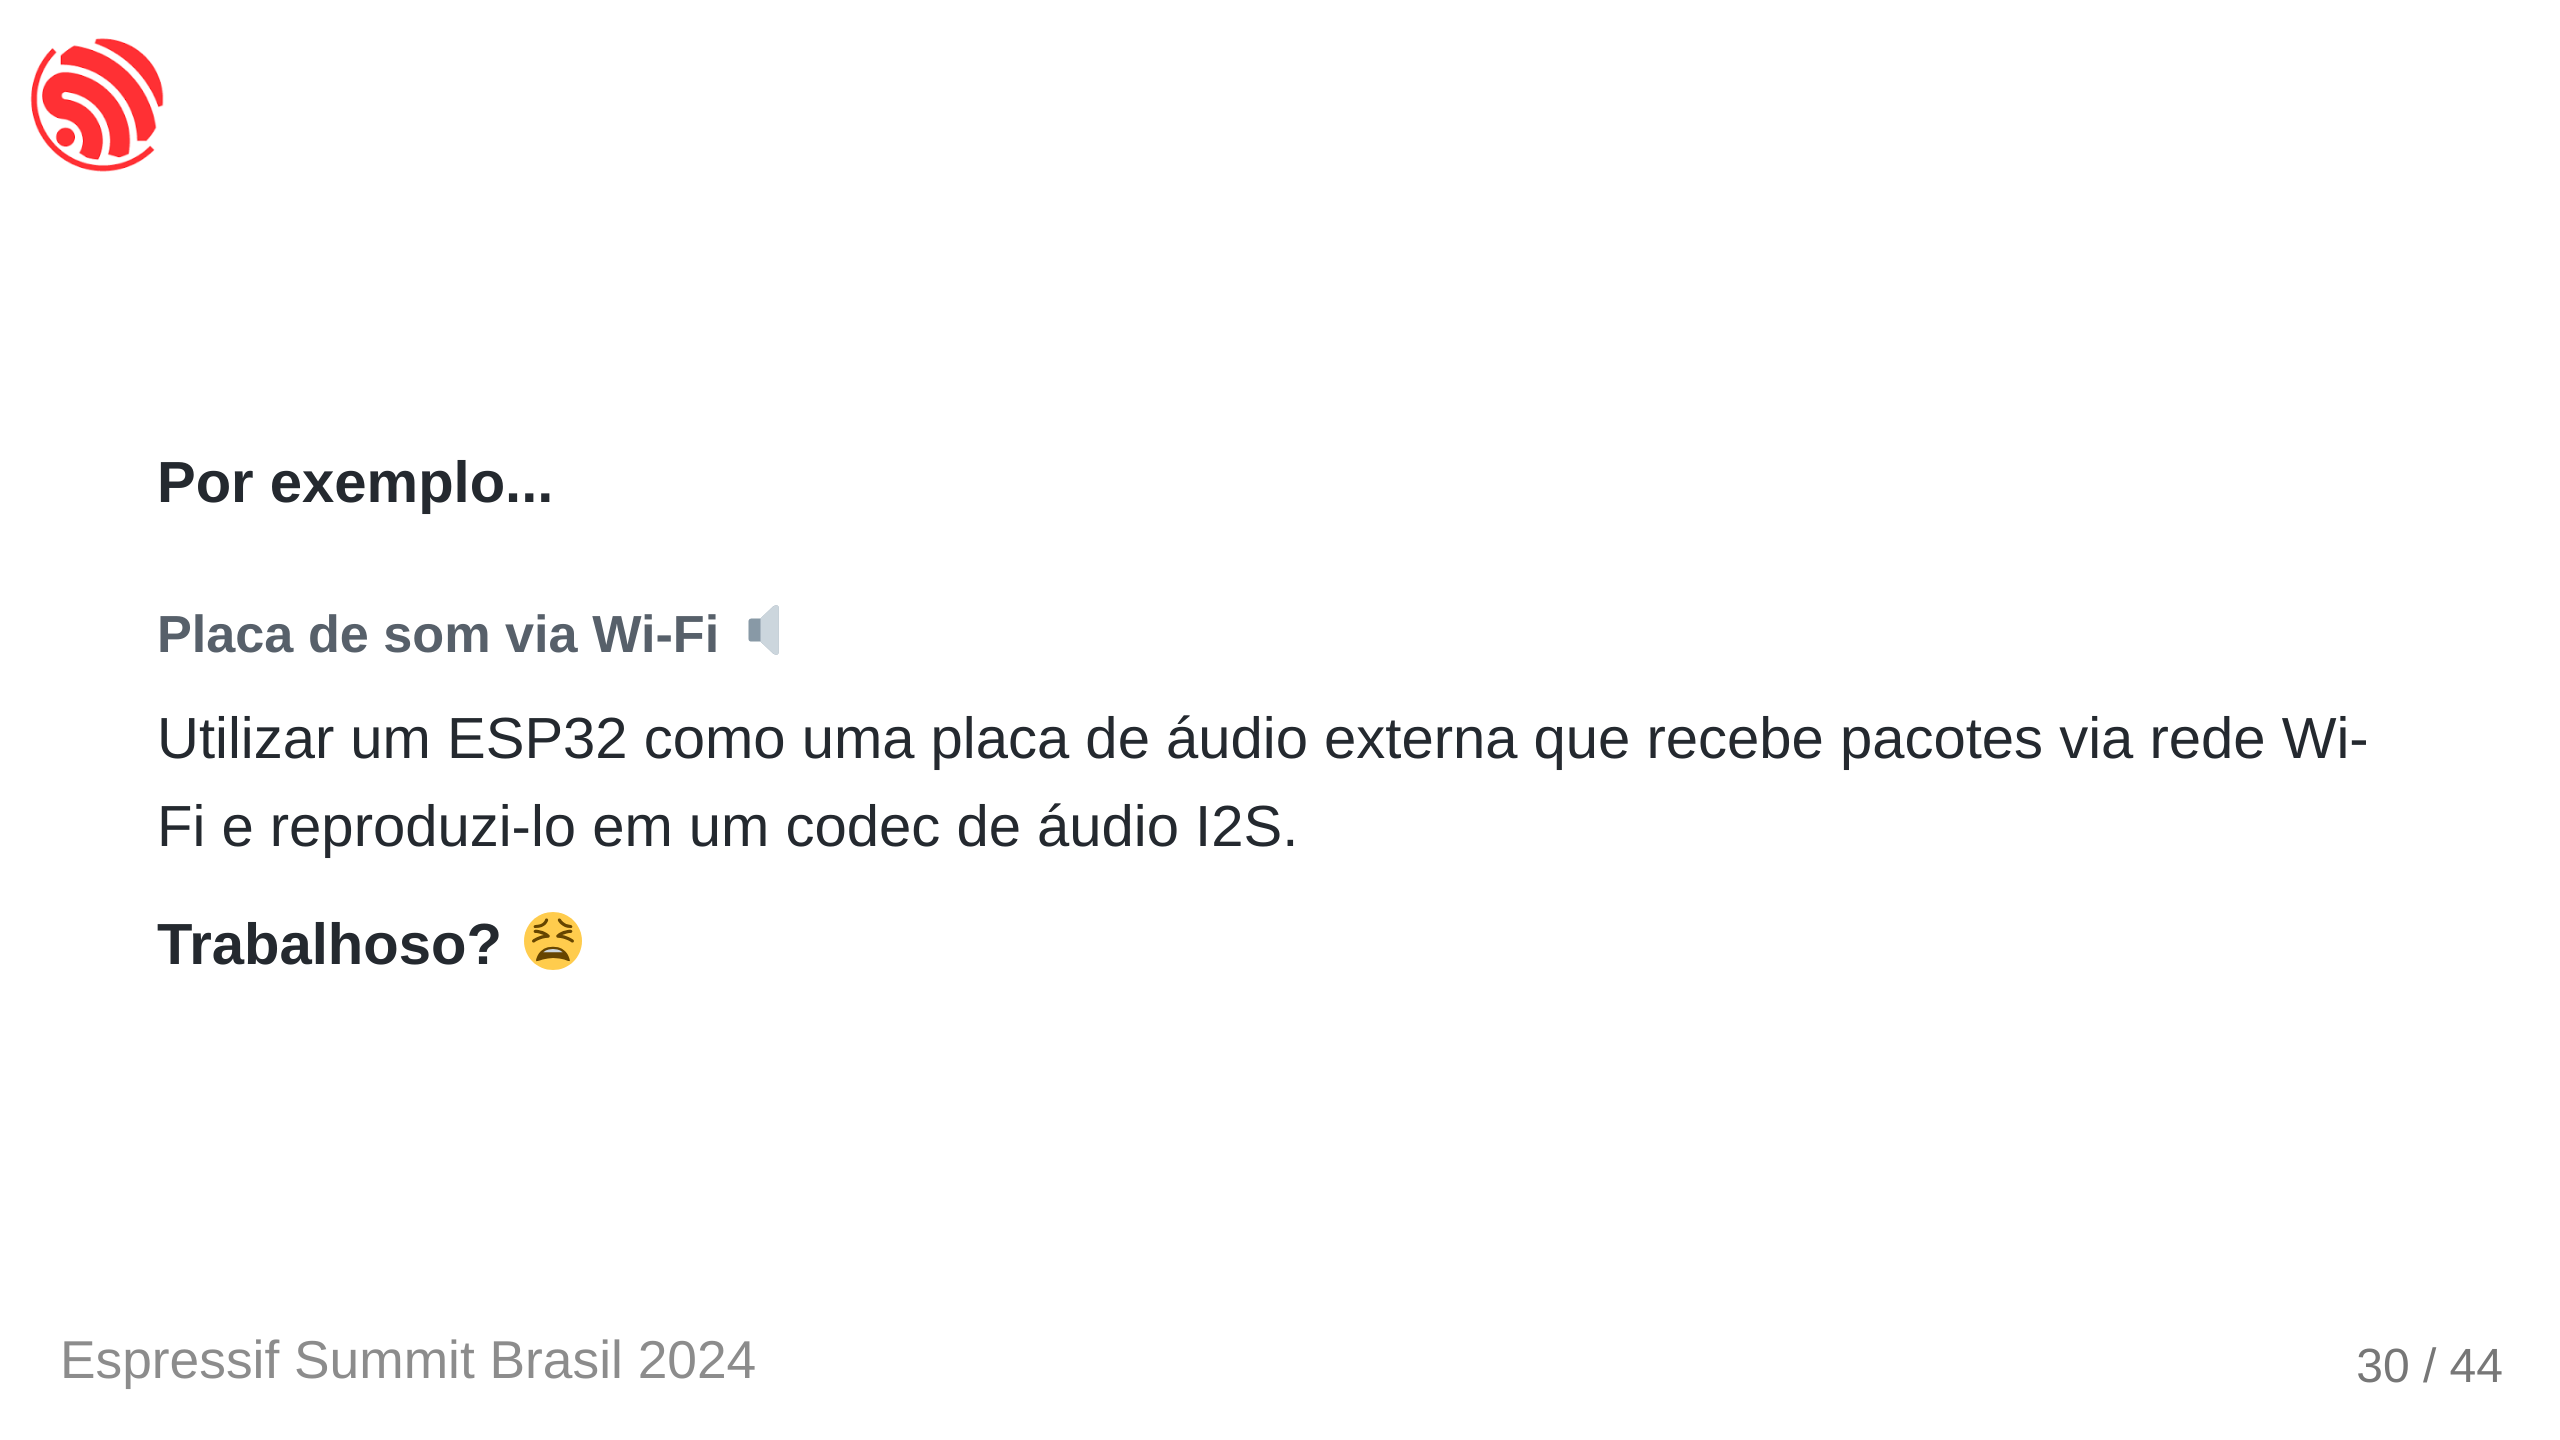 Por exemplo...
Placa de som via Wi-Fi 🔈
Utilizar um ESP32 como uma placa de áudio externa que recebe pacotes via rede Wi-
Fi e reproduzi-lo em um codec de áudio I2S.
Trabalhoso? 😫
Espressif Summit Brasil 2024
30 / 44